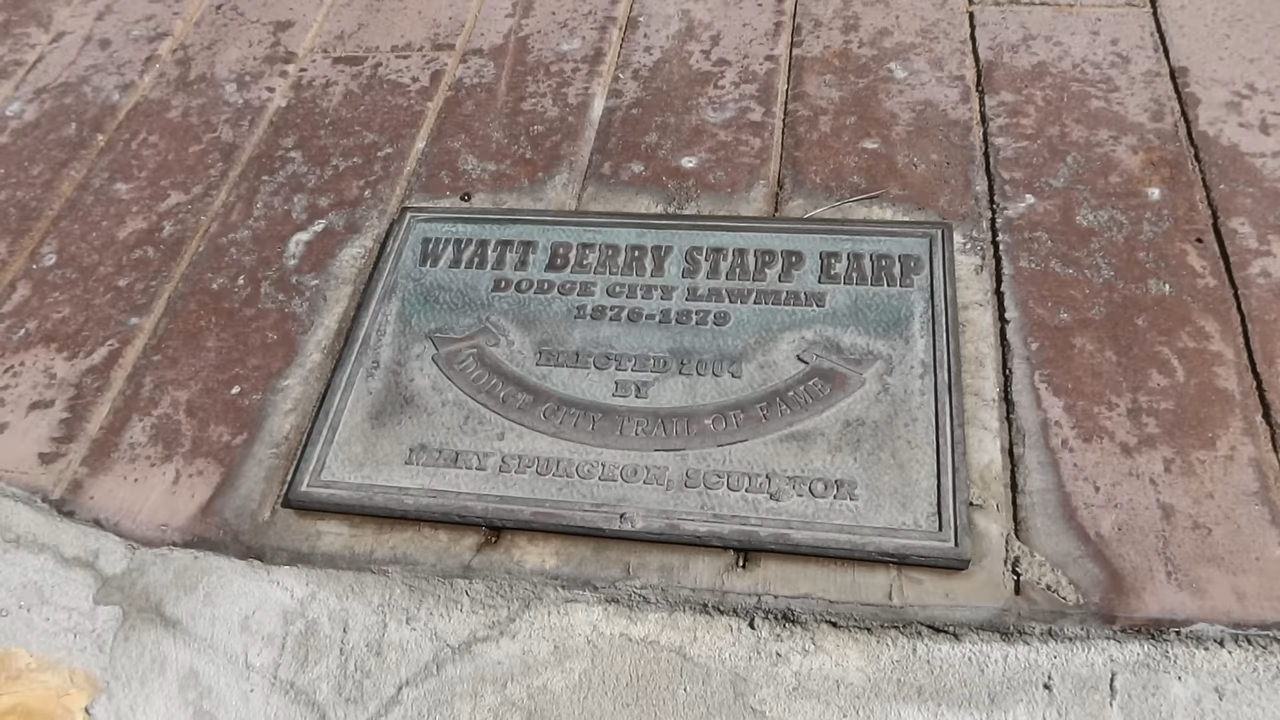 WYATT BERRY STAPP EARP
DODGE CITY LAWMAN
1876-1879
ERECTED 2004
BY
DODGE CITY TRAIL OF FAME
SPURGEON, SCULPTOR